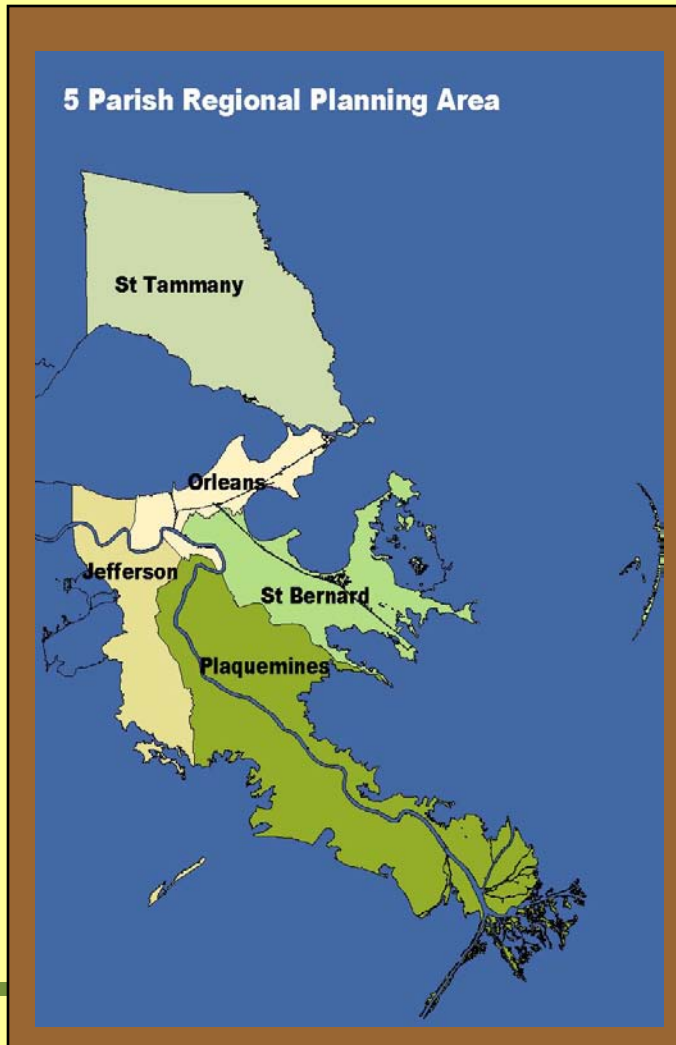 5 Parish Regional Planning Area
St Tammany
Orleans
Jefferson
St Bernard
Plaquemines